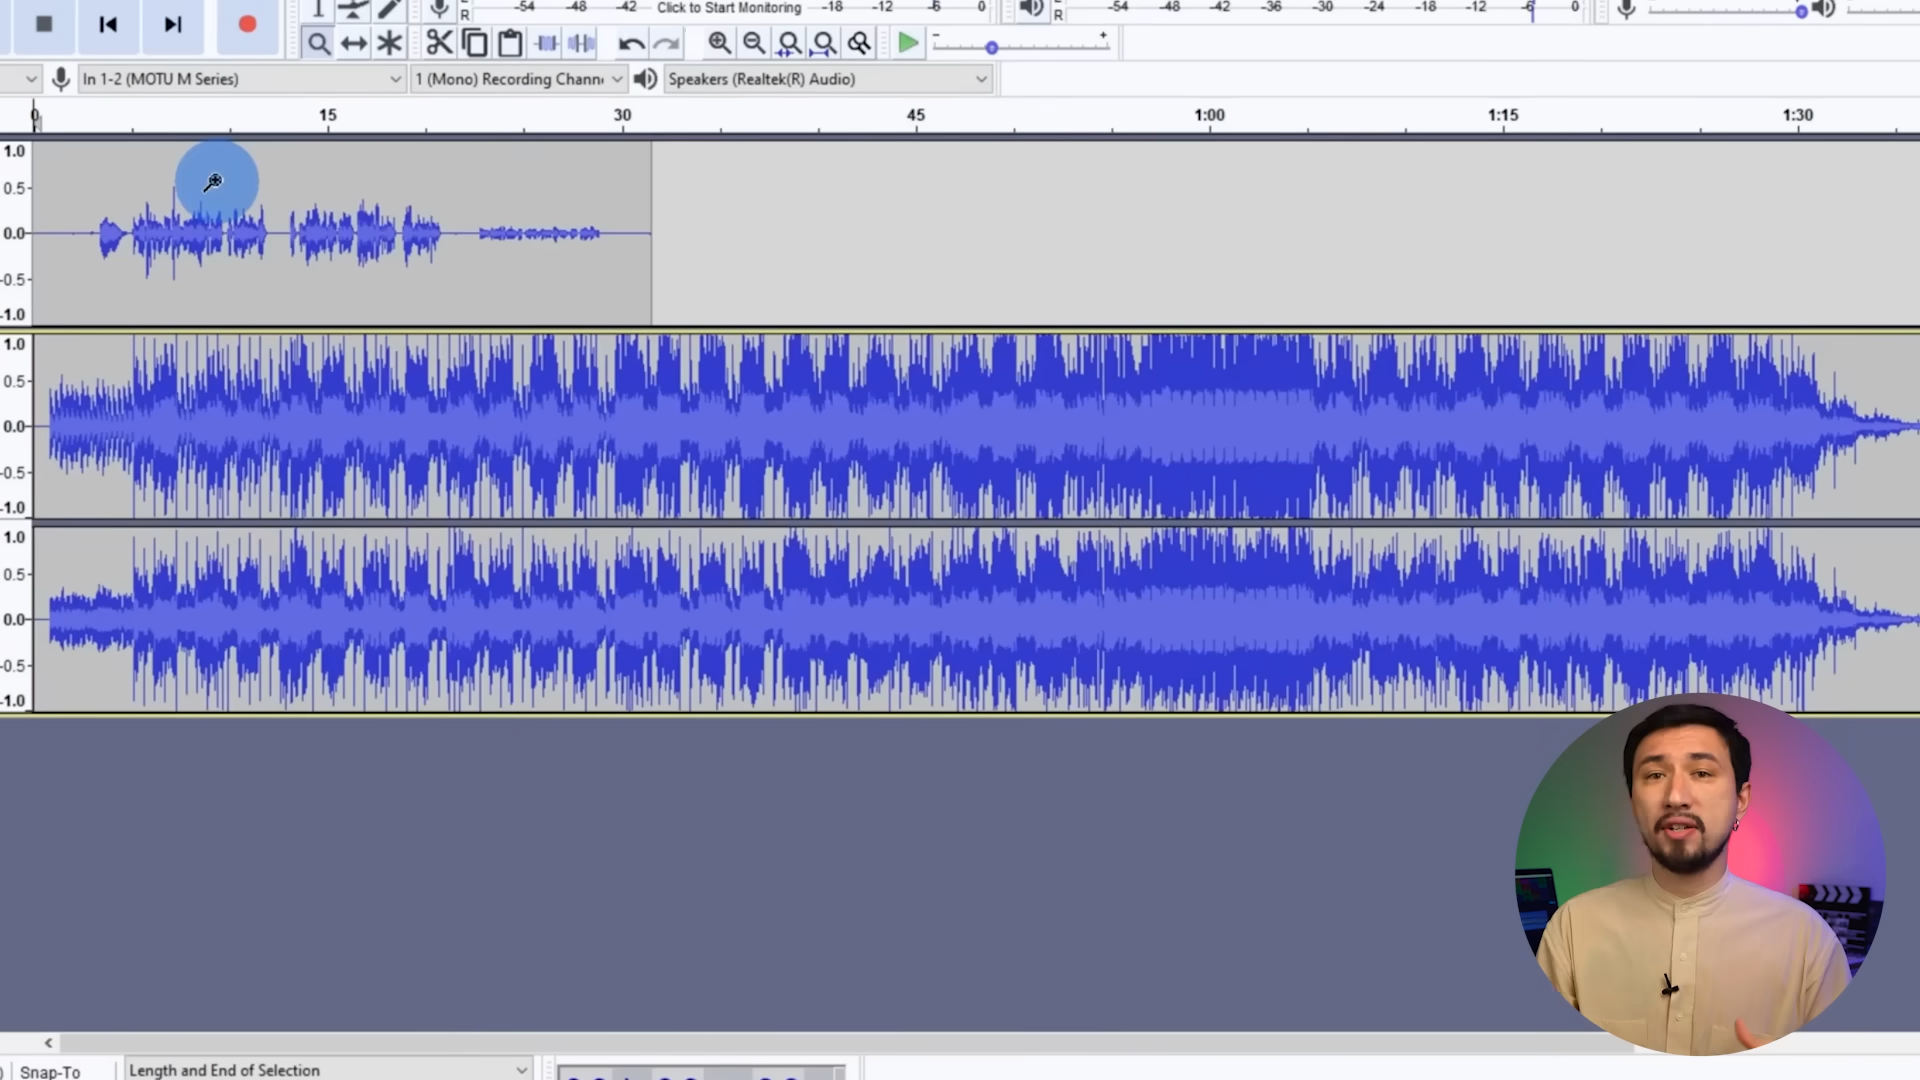 L
R -54 -48 -42 Click to Start Monitoring -18 -12 -6 0
L
R -54 -48 -42 -36 -30 -24 -18 -12 -6 0
- +
In 1-2 (MOTU M Series) 1 (Mono) Recording Chann Speakers (Realtek(R) Audio)
0 15 30 45 1:00 1:15 1:30
1.0
0.5
0.0
-0.5
-1.0
1.0
0.5
0.0
-0.5
-1.0
1.0
0.5
0.0
-0.5
-1.0
Snap-To
Length and End of Selection